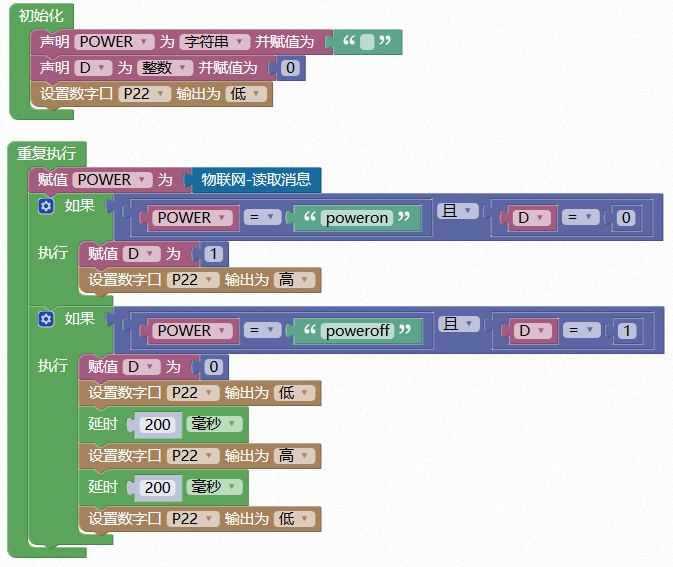 初始化
声明 POWER 为 字符串 并赋值为 “ ”
声明 D 为 整数 并赋值为 0
设置数字口 P22 输出为 低
重复执行
赋值 POWER 为 物联网-读取消息
如果 POWER = “ poweron ” 且 D = 0
执行 赋值 D 为 1
设置数字口 P22 输出为 高
如果 POWER = “ poweroff ” 且 D = 1
执行 赋值 D 为 0
设置数字口 P22 输出为 低
延时 200 毫秒
设置数字口 P22 输出为 高
延时 200 毫秒
设置数字口 P22 输出为 低